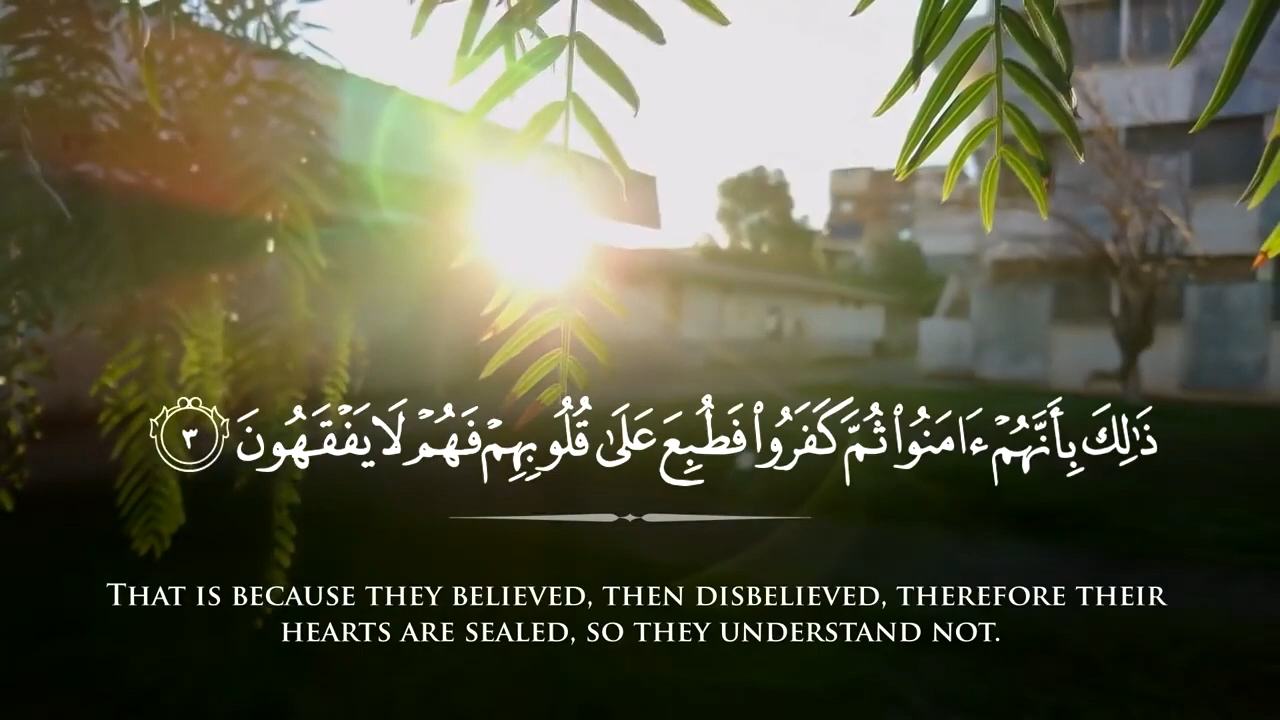 ذَٰلِكَ بِأَنَّهُمْ ءَامَنُوا۟ ثُمَّ كَفَرُوا۟ فَطُبِعَ عَلَىٰ قُلُوبِهِمْ فَهُمْ لَا يَفْقَهُونَ ٣
That is because they believed, then disbelieved, therefore their
hearts are sealed, so they understand not.